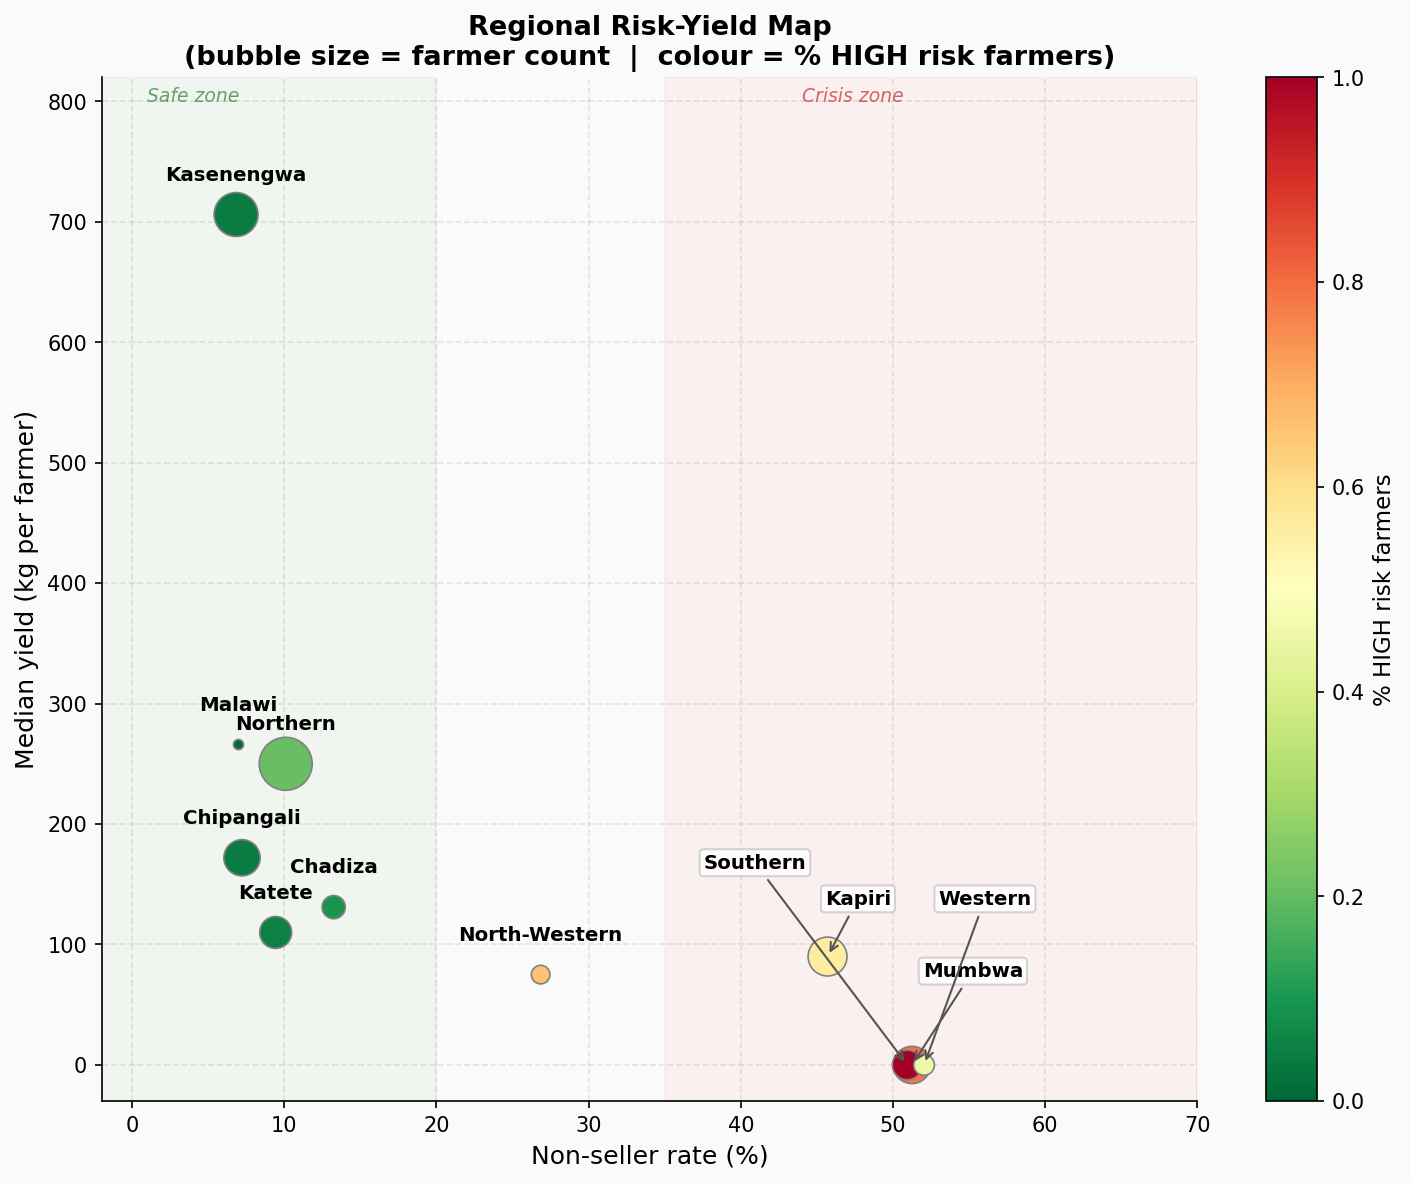 Regional Risk-Yield Map
(bubble size = farmer count | colour = % HIGH risk farmers)
Safe zone
Crisis zone
Kasenengwa
Malawi
Northern
Chipangali
Chadiza
Katete
North-Western
Southern
Kapiri
Western
Mumbwa
800
700
600
500
400
300
200
100
0
Median yield (kg per farmer)
0 10 20 30 40 50 60 70
Non-seller rate (%)
1.0
0.8
0.6
0.4
0.2
0.0
% HIGH risk farmers